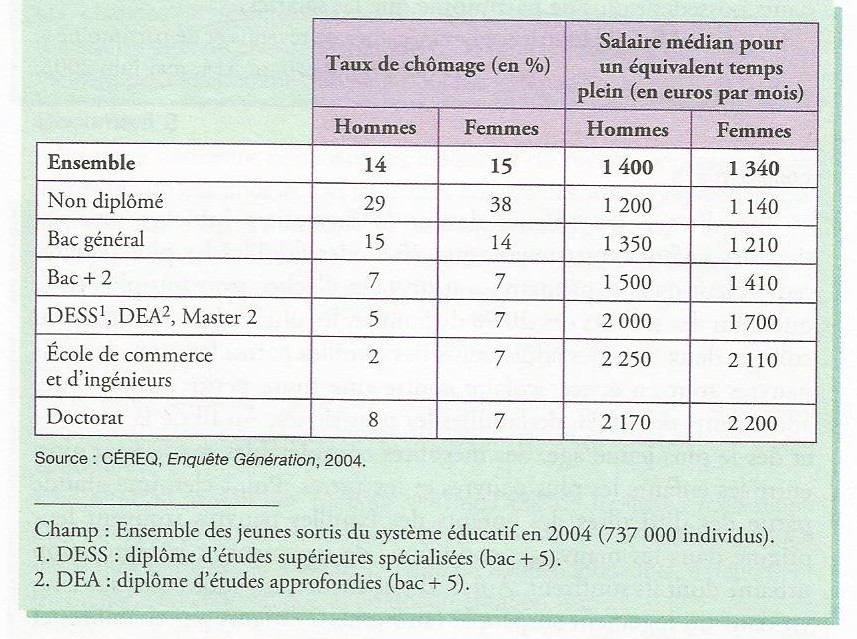 Taux de chômage (en %)
Salaire médian pour
un équivalent temps
plein (en euros par mois)
Hommes Femmes Hommes Femmes
Ensemble 14 15 1 400 1 340
Non diplômé 29 38 1 200 1 140
Bac général 15 14 1 350 1 210
Bac + 2 7 7 1 500 1 410
DESS¹, DEA², Master 2 5 7 2 000 1 700
École de commerce
et d'ingénieurs 2 7 2 250 2 110
Doctorat 8 7 2 170 2 200
Source : CÉREQ, Enquête Génération, 2004.
Champ : Ensemble des jeunes sortis du système éducatif en 2004 (737 000 individus).
1. DESS : diplôme d'études supérieures spécialisées (bac + 5).
2. DEA : diplôme d'études approfondies (bac + 5).